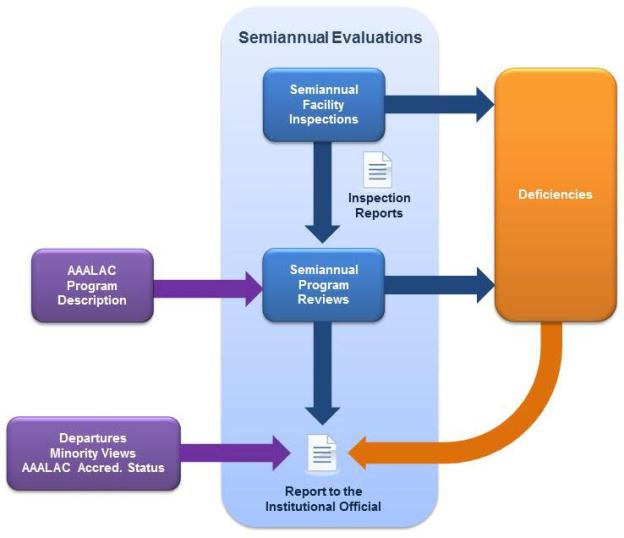 Semiannual Evaluations
Semiannual
Facility
Inspections
Inspection
Reports
Deficiencies
AAALAC
Program
Description
Semiannual
Program
Reviews
Departures
Minority Views
AAALAC Accred. Status
Report to the
Institutional Official